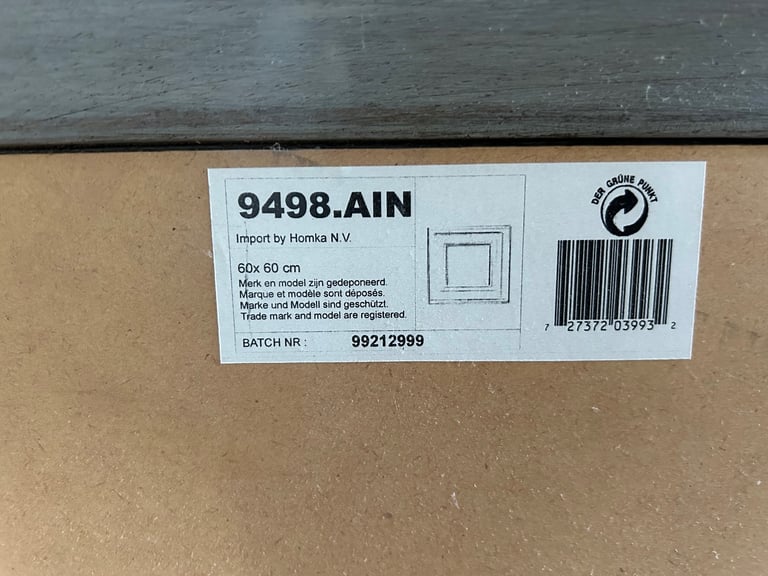 9498.AIN
Import by Homka N.V.
60x 60 cm
Merk en model zijn gedeponeerd.
Marque et modèle sont déposés.
Marke und Modell sind geschützt.
Trade mark and model are registered.
BATCH NR : 99212999
DER GRÜNE PUNKT
7 27372 03993 2